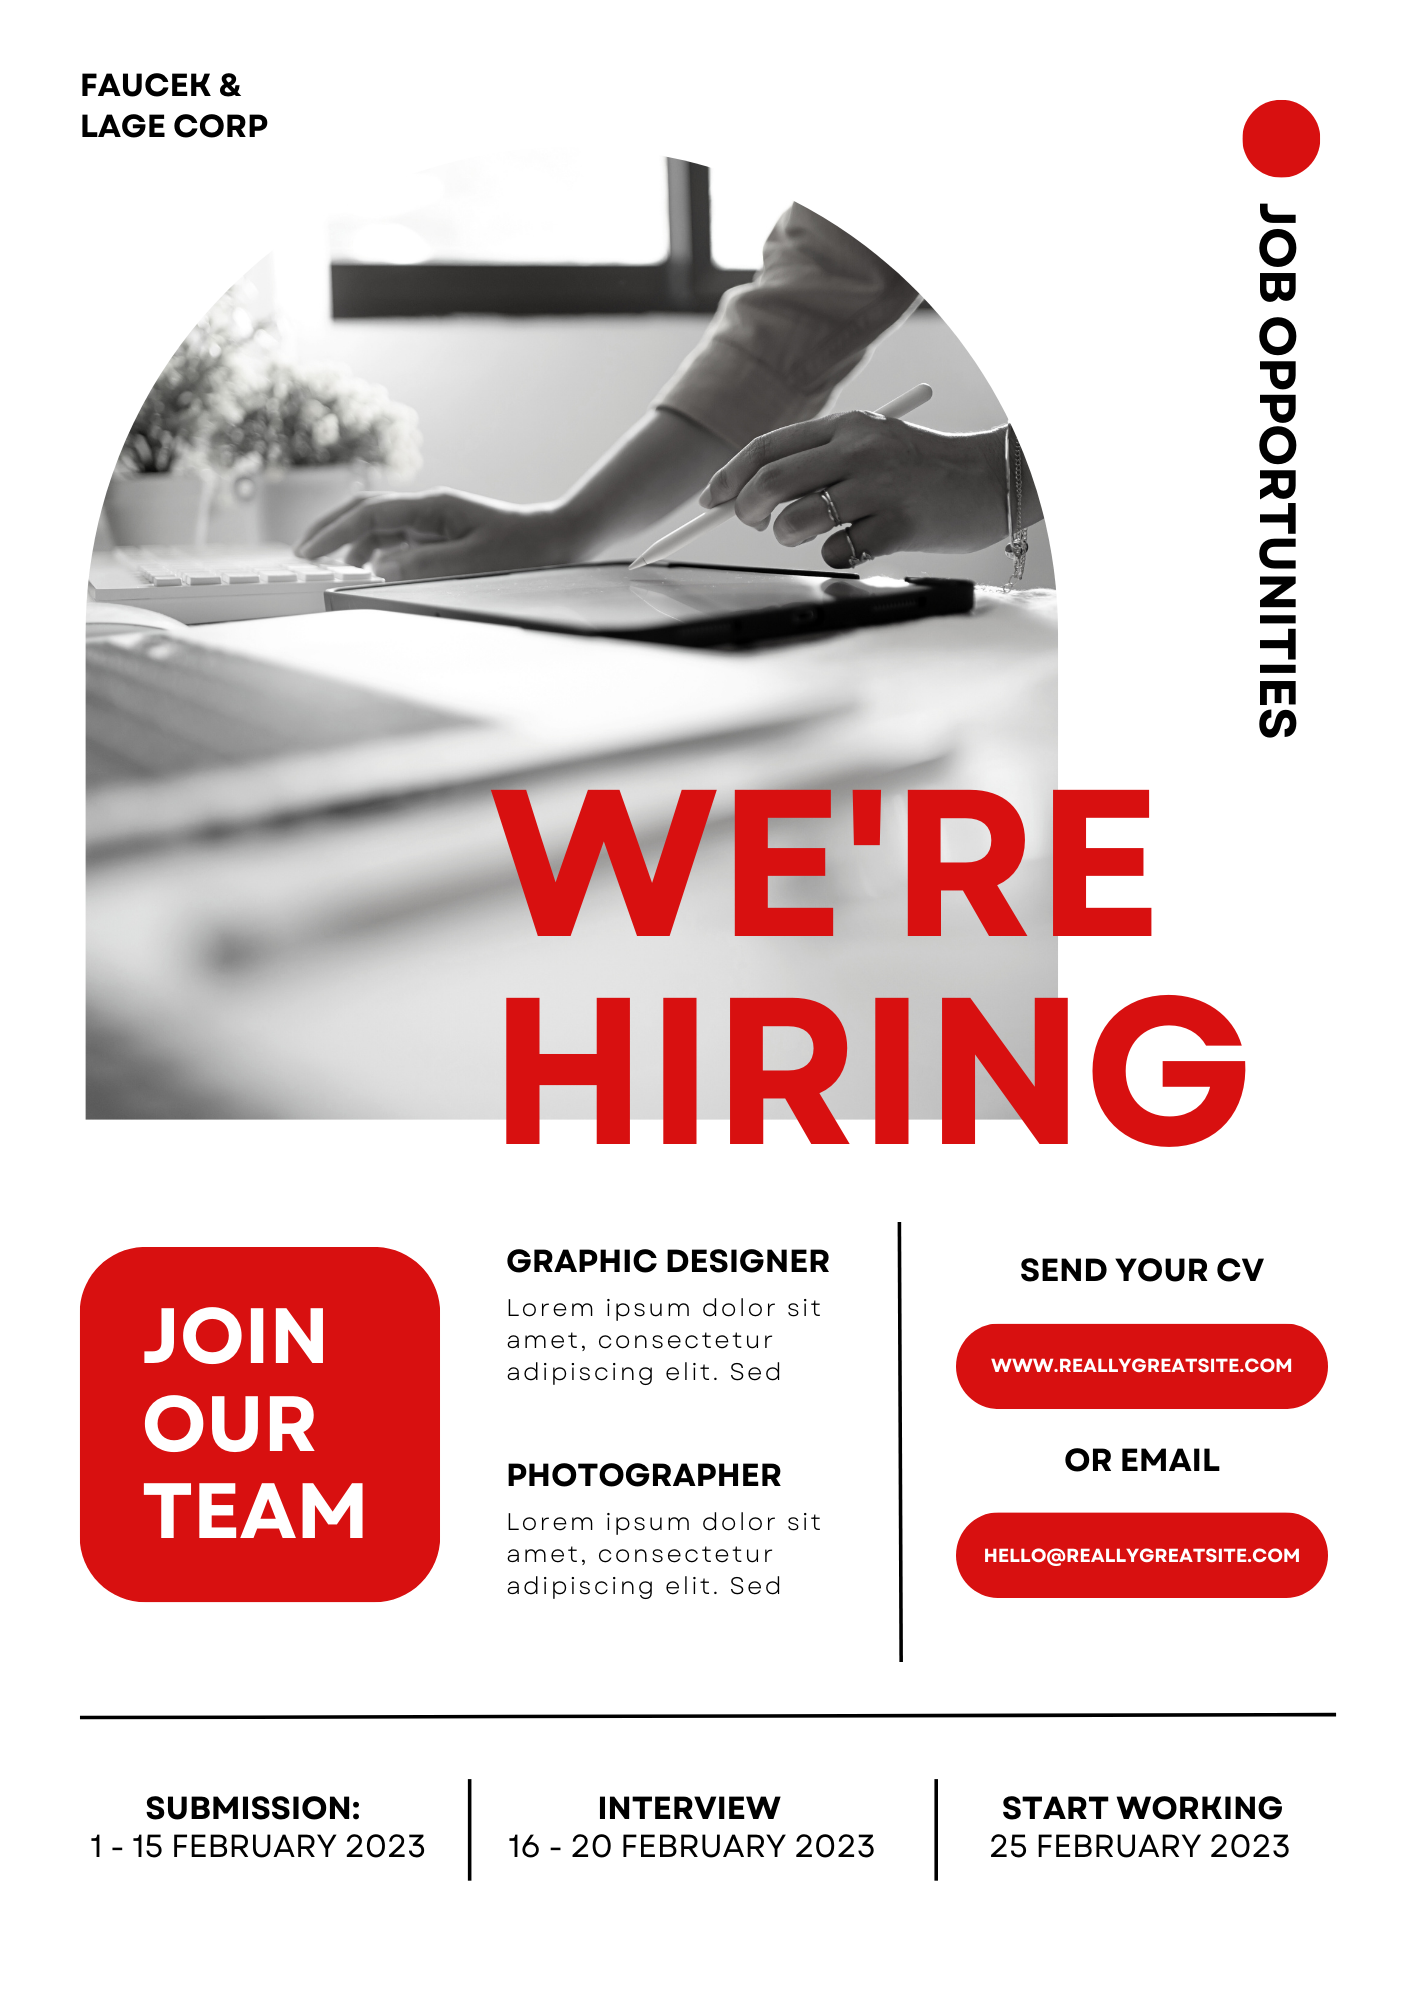 FAUCEK &
LAGE CORP
JOB OPPORTUNITIES
WE'RE
HIRING
JOIN
OUR
TEAM
GRAPHIC DESIGNER
Lorem ipsum dolor sit
amet, consectetur
adipiscing elit. Sed
PHOTOGRAPHER
Lorem ipsum dolor sit
amet, consectetur
adipiscing elit. Sed
SEND YOUR CV
WWW.REALLYGREATSITE.COM
OR EMAIL
HELLO@REALLYGREATSITE.COM
SUBMISSION:
1 - 15 FEBRUARY 2023
INTERVIEW
16 - 20 FEBRUARY 2023
START WORKING
25 FEBRUARY 2023